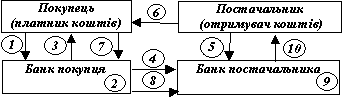 Покупець
(платник коштів)
6
Постачальник
(отримувач коштів)
1
3
7
4
5
10
Банк покупця
2
8
Банк постачальника
9